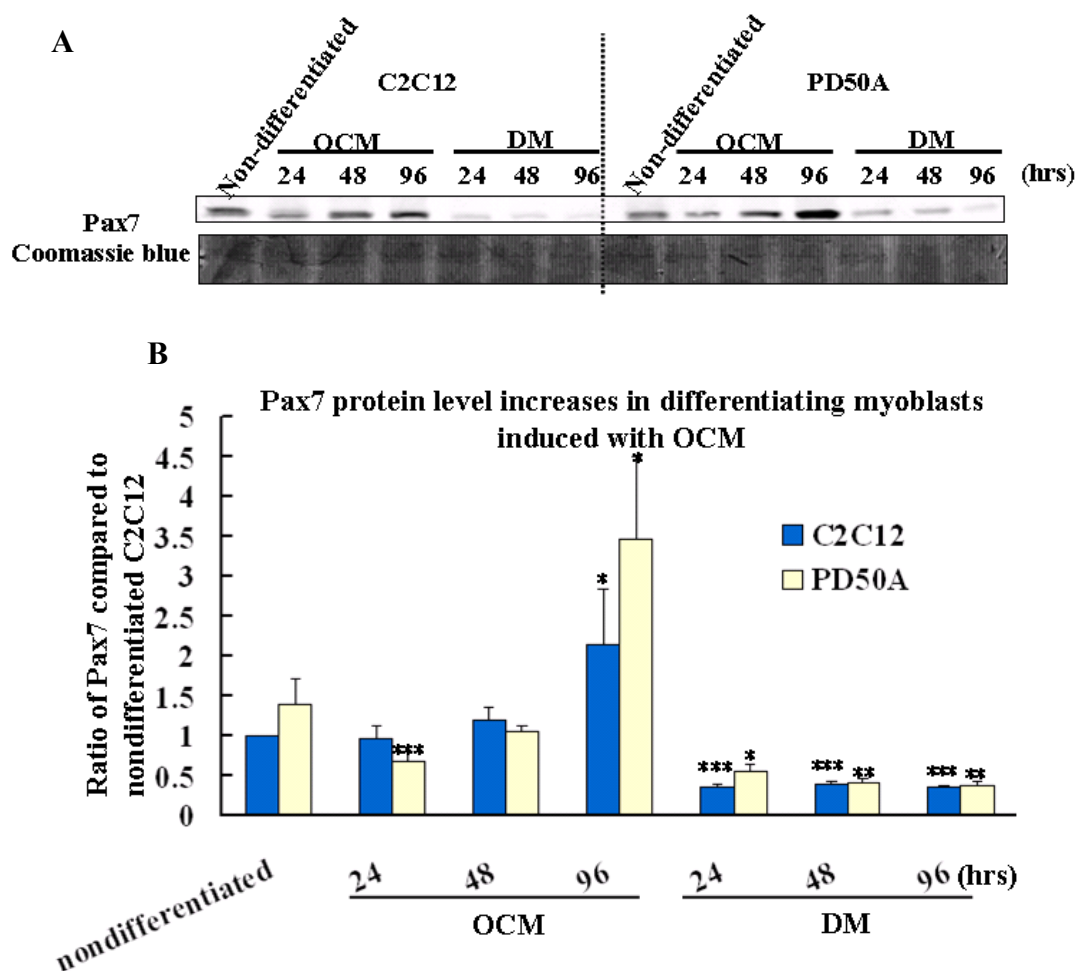 A
Non-differentiated
C2C12
Non-differentiated
PD50A
OCM
DM
OCM
DM
24 48 96 24 48 96 24 48 96 24 48 96 (hrs)
Pax7
Coomassie blue
B
Pax7 protein level increases in differentiating myoblasts
induced with OCM
Ratio of Pax7 compared to
nondifferentiated C2C12
5
4.5
4
3.5
3
2.5
2
1.5
1
0.5
0
C2C12
PD50A
*
*
***
***
*
***
**
***
**
nondifferentiated
24 48 96 24 48 96 (hrs)
OCM DM